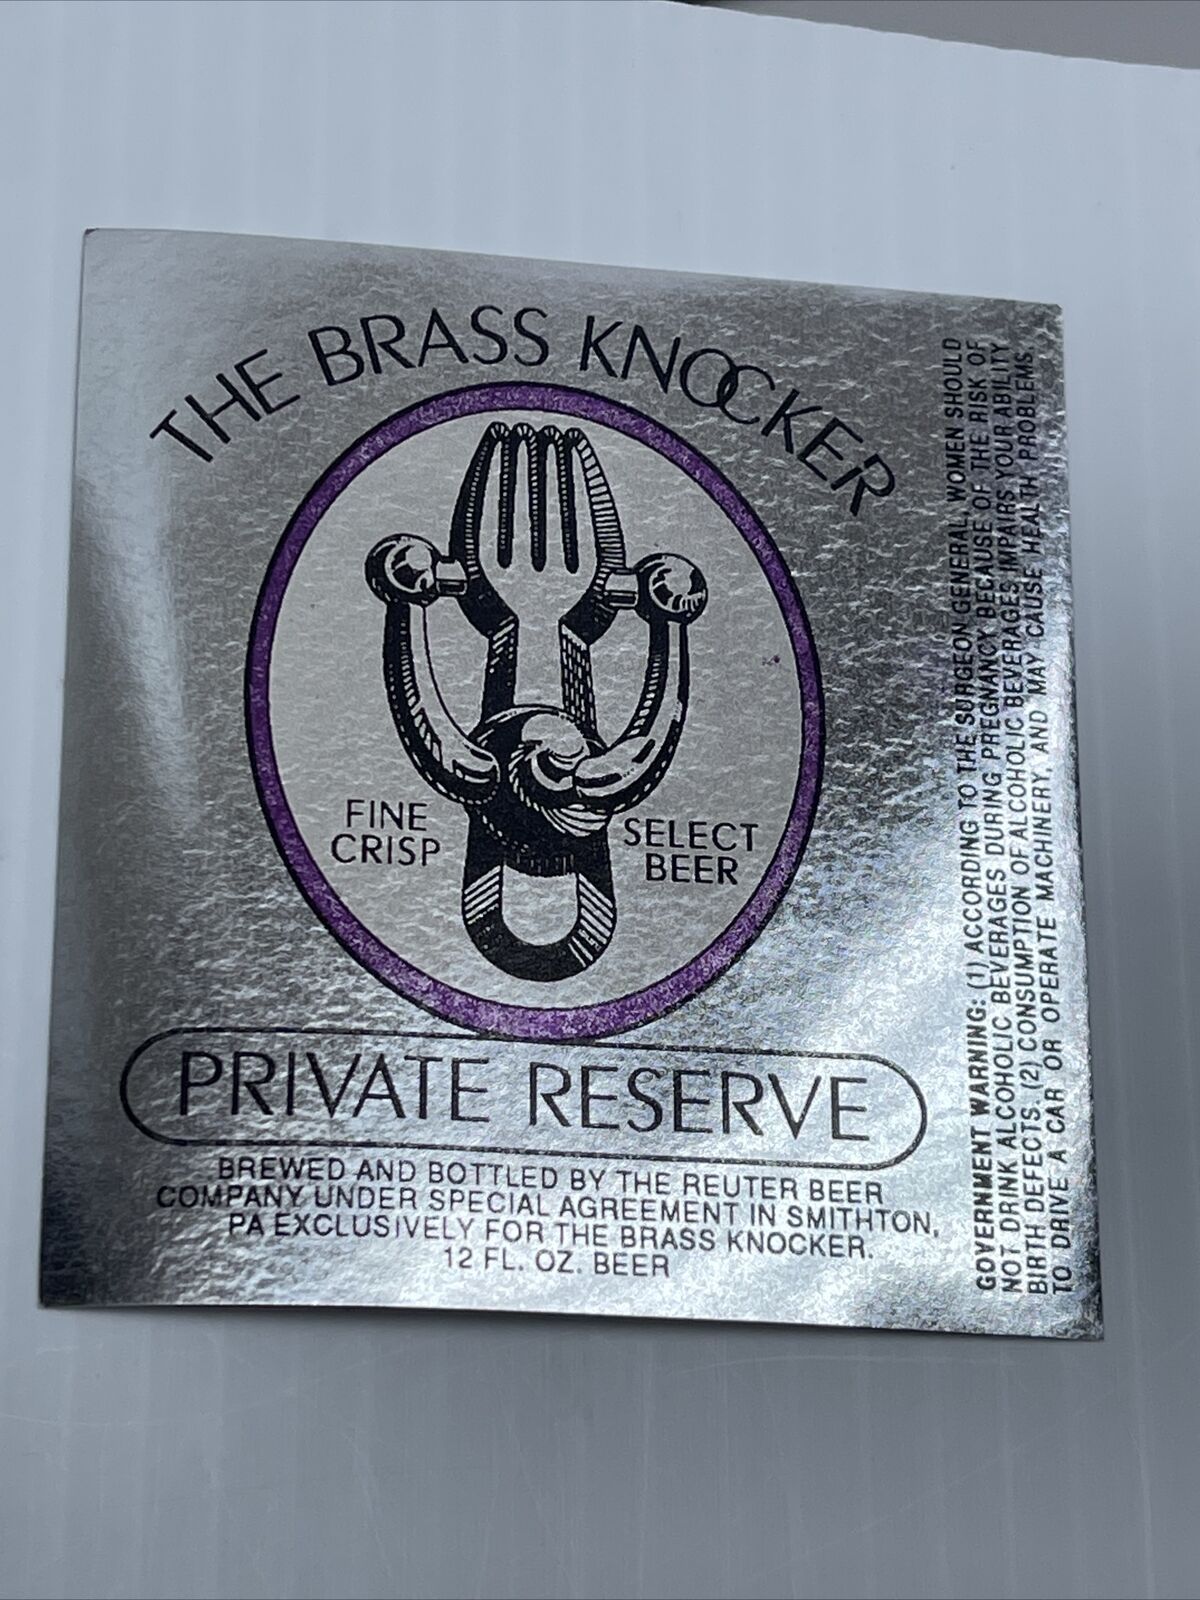 THE BRASS KNOCKER
FINE
CRISP
SELECT
BEER
PRIVATE RESERVE
BREWED AND BOTTLED BY THE REUTER BEER
COMPANY UNDER SPECIAL AGREEMENT IN SMITHTON,
PA EXCLUSIVELY FOR THE BRASS KNOCKER.
12 FL. OZ. BEER
GOVERNMENT WARNING: (1) ACCORDING TO THE SURGEON GENERAL, WOMEN SHOULD
NOT DRINK ALCOHOLIC BEVERAGES DURING PREGNANCY BECAUSE OF THE RISK OF
BIRTH DEFECTS. (2) CONSUMPTION OF ALCOHOLIC BEVERAGES IMPAIRS YOUR ABILITY
TO DRIVE A CAR OR OPERATE MACHINERY, AND MAY CAUSE HEALTH PROBLEMS.